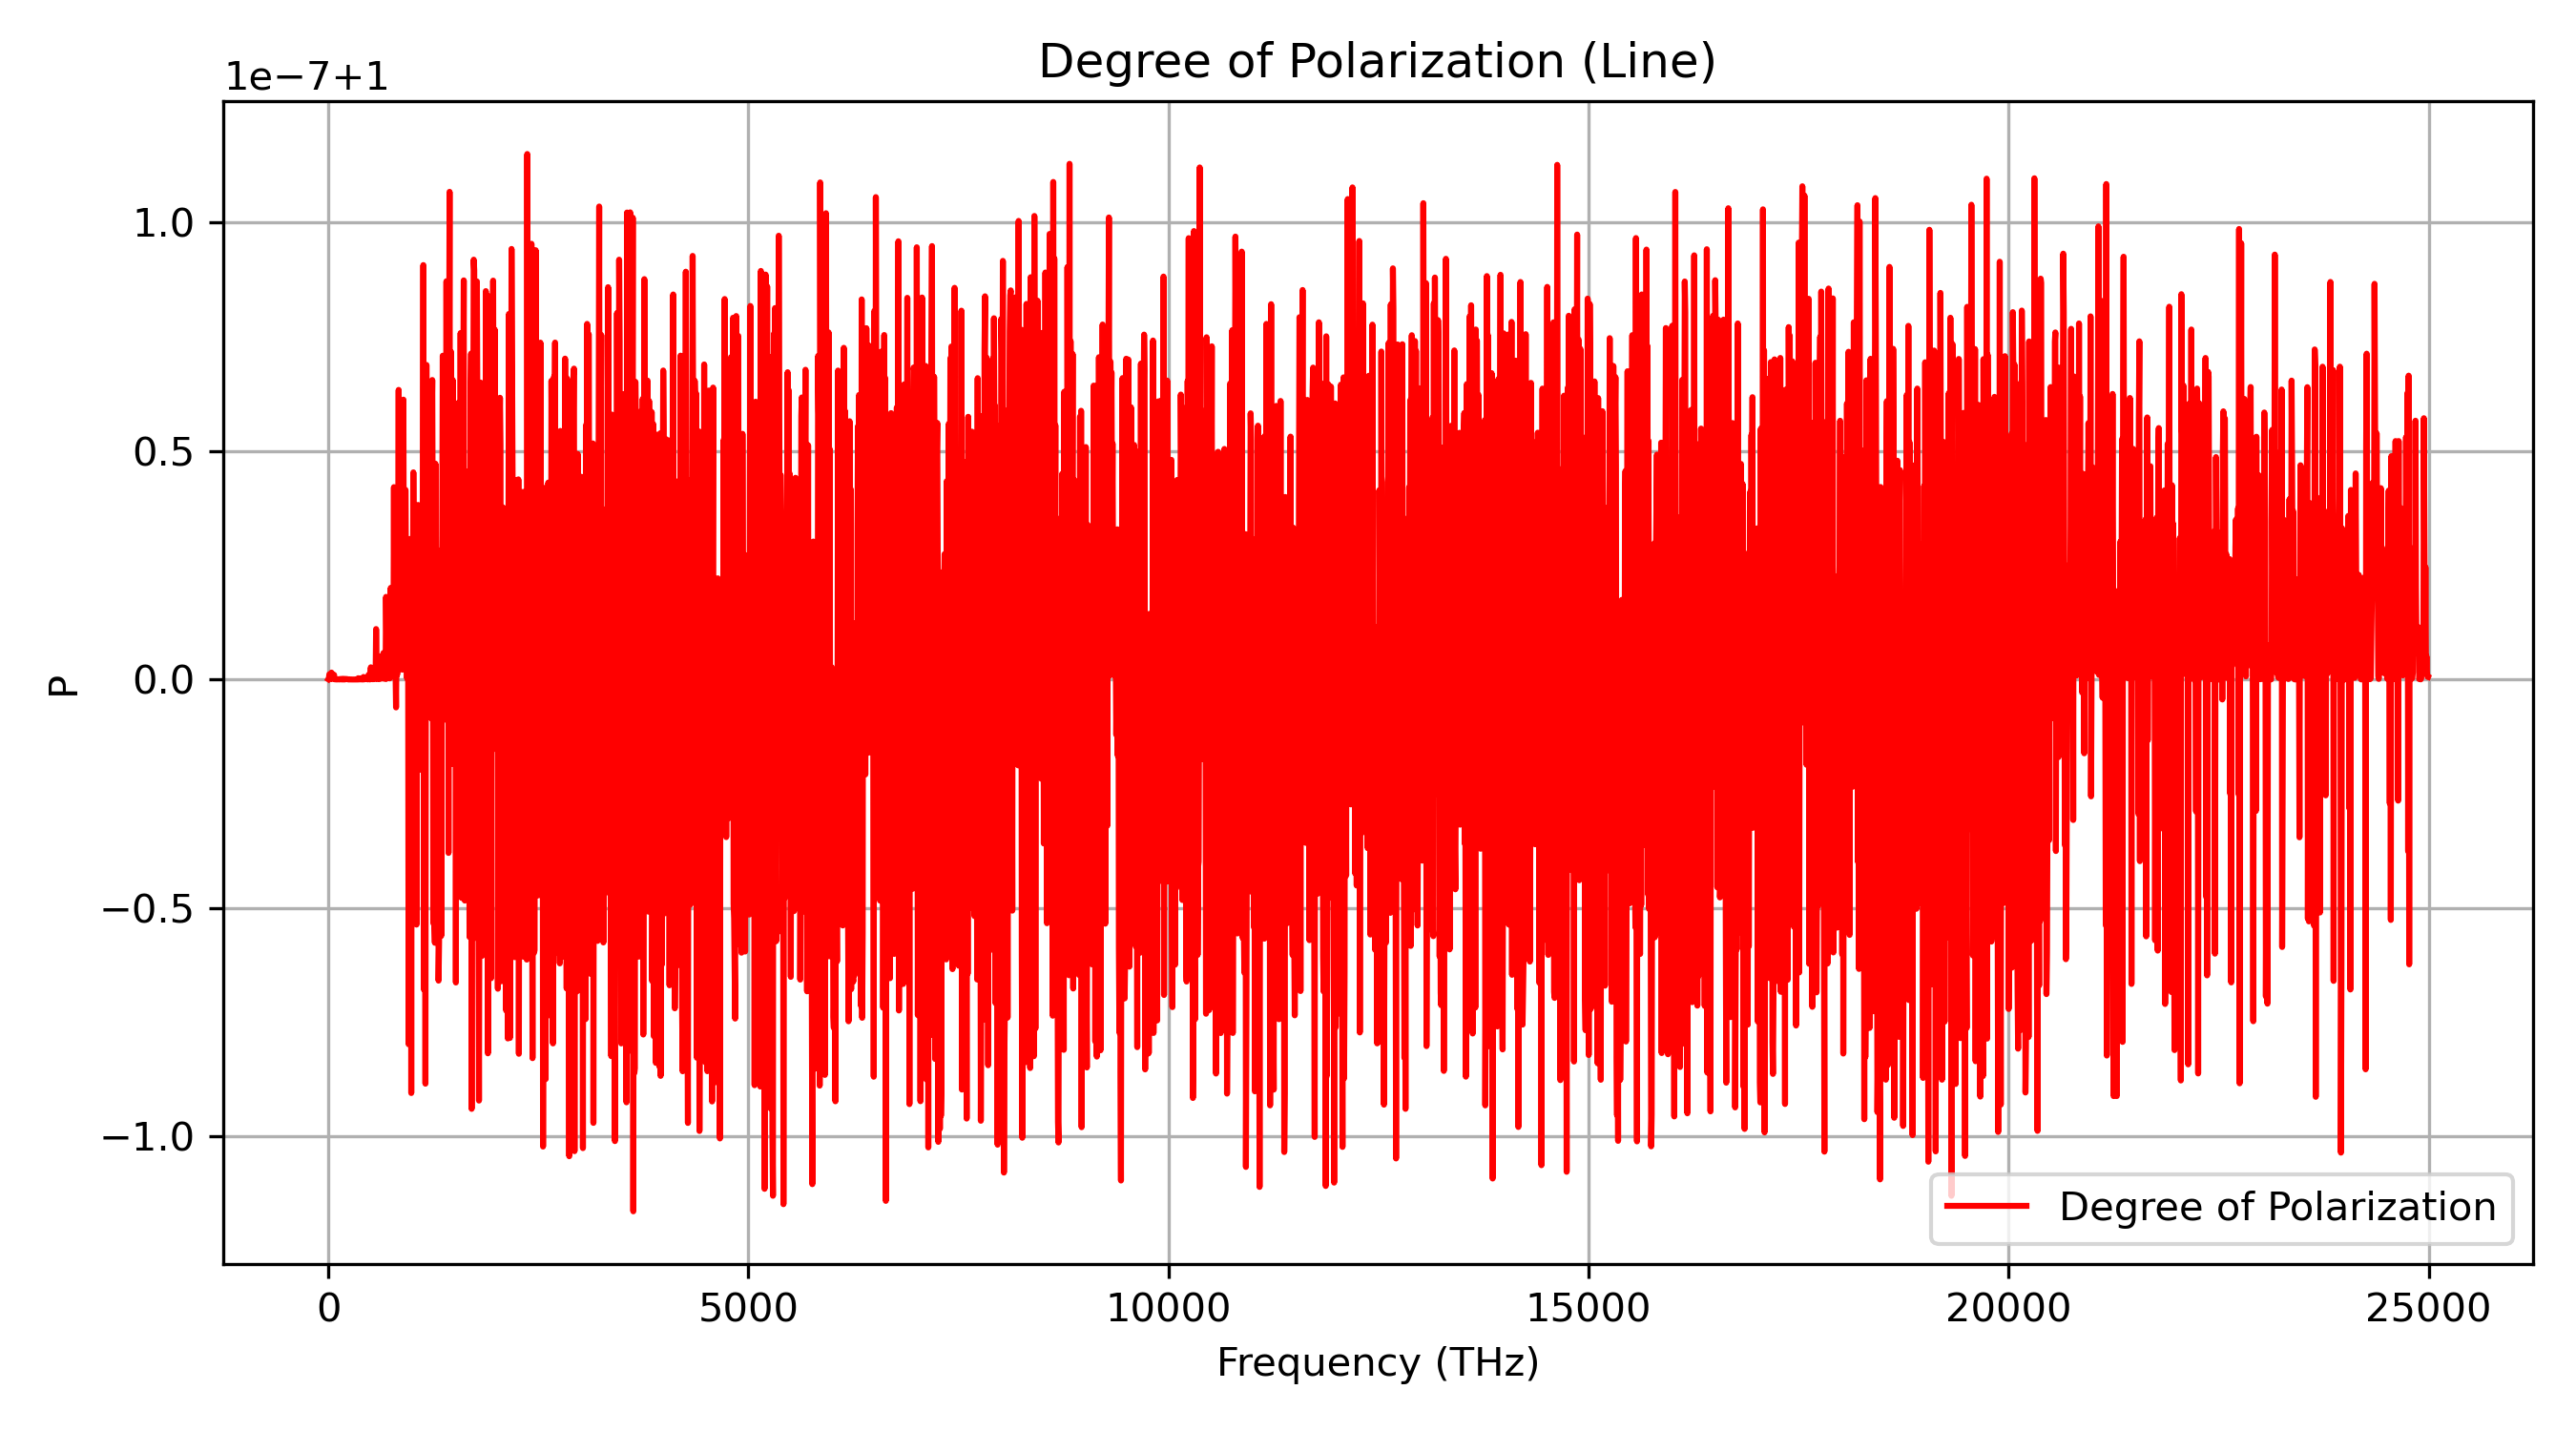 Degree of Polarization (Line)
1e−7+1
1.0
0.5
0.0
−0.5
−1.0
P
0
5000
10000
15000
20000
25000
Frequency (THz)
Degree of Polarization